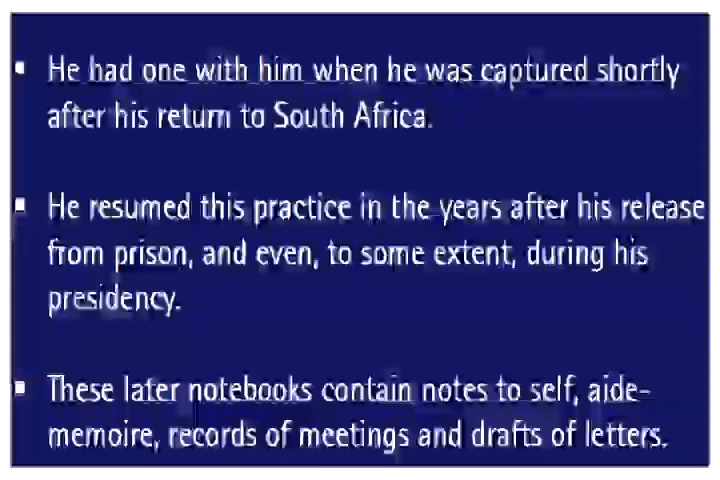 ▪ He had one with him when he was captured shortly
after his return to South Africa.
▪ He resumed this practice in the years after his release
from prison, and even, to some extent, during his
presidency.
▪ These later notebooks contain notes to self, aide-
memoire, records of meetings and drafts of letters.